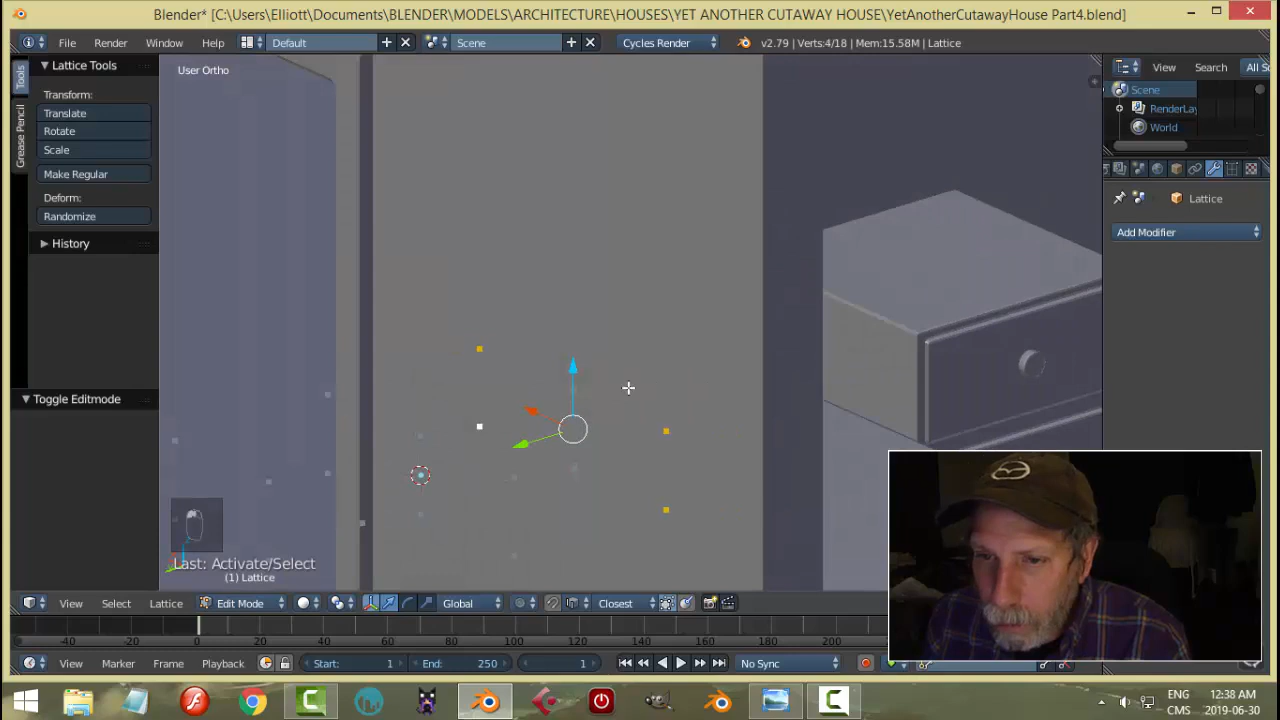 Blender* [C:\Users\Elliott\Documents\BLENDER\MODELS\ARCHITECTURE\HOUSES\YET ANOTHER CUTAWAY HOUSE\YetAnotherCutawayHouse Part4.blend]
File Render Window Help Default Scene Cycles Render v2.79 | Verts:4/18 | Mem:15.58M | Lattice
Tools
Grease Pencil
Lattice Tools
Transform:
Translate
Rotate
Scale
Make Regular
Deform:
Randomize
History
Toggle Editmode
User Ortho
Last: Activate/Select
(1) Lattice
View Search All S
Scene
RenderLay
World
Lattice
Add Modifier
View Select Lattice Edit Mode Global Closest
-40 -20 0 20 40 60 80 100 120 140 160 180 200
View Marker Frame Playback Start: 1 End: 250 1 No Sync
ENG
CMS
12:38 AM
2019-06-30